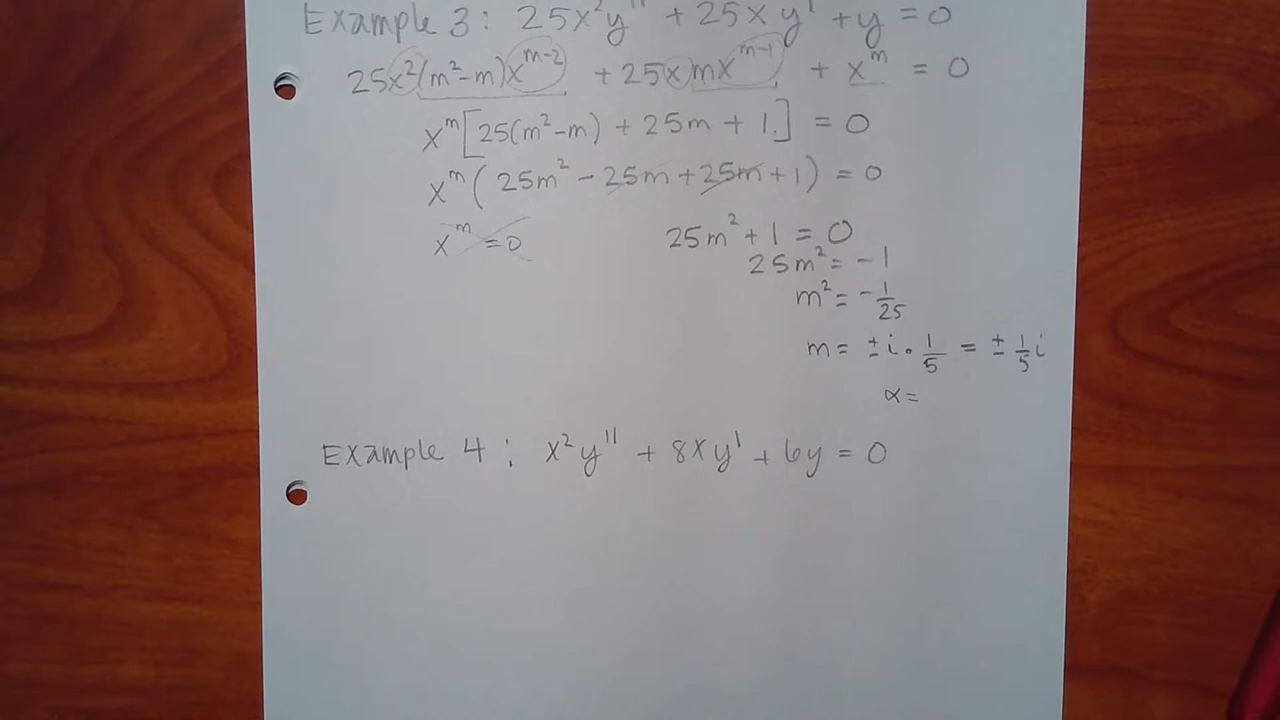 Example 3: 25x²y'' + 25xy' + y = 0
25x²(m²-m)x^(m-2) + 25xmx^(m-1) + x^m = 0
x^m[25(m²-m) + 25m + 1.] = 0
x^m(25m² - 25m + 25m + 1) = 0
x^m = 0 25m² + 1 = 0
25m² = -1
m² = -1/25
m = ± i · 1/5 = ± 1/5 i
α =
Example 4: x²y'' + 8xy' + 6y = 0